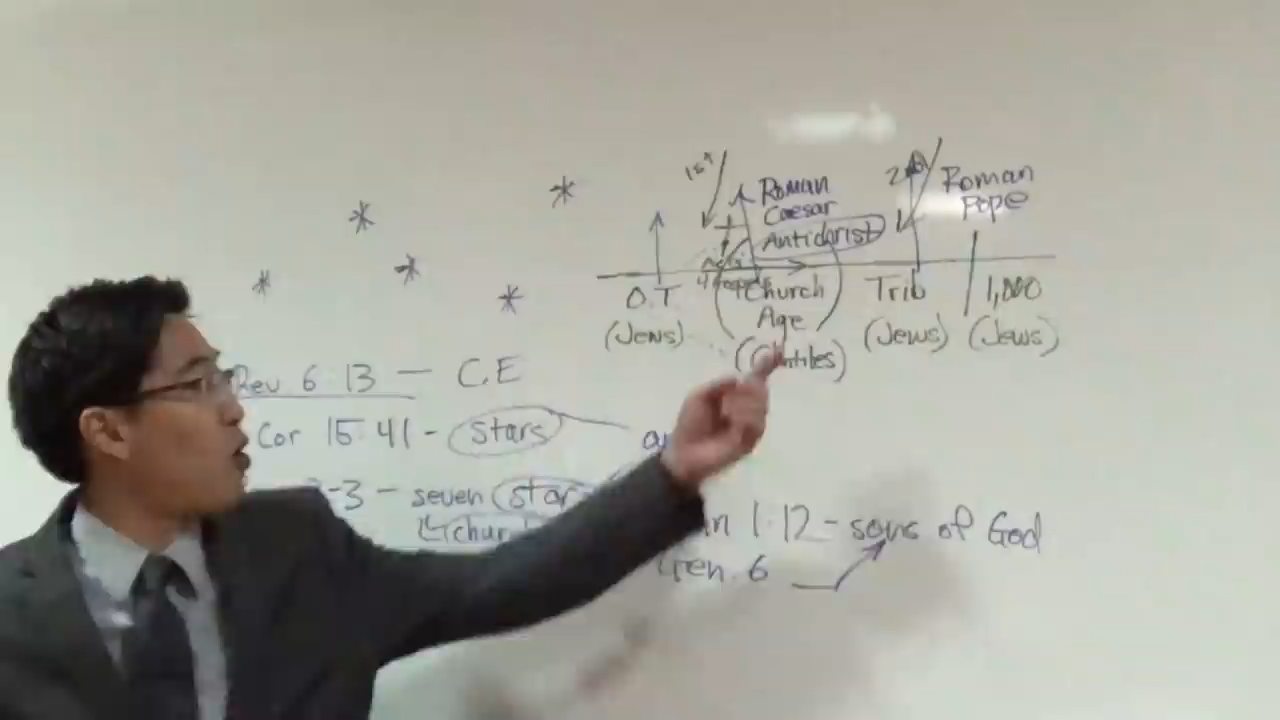 1st
Roman
Caesar
Antichrist
Roman
Pope
O.T
(Jews)
Church
Age
Trib
(Jews)
1,000
(Jews)
Rev 6 13 — C.E
Cor 15:41 - stars
-3 - seven
1:12 - sons of God
Gen. 6